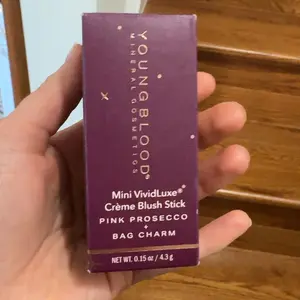 YOUNGBLOOD®
MINERAL COSMETICS
Mini VividLuxe®
Crème Blush Stick
PINK PROSECCO
+
BAG CHARM
NET WT. 0.15 oz / 4.3 g